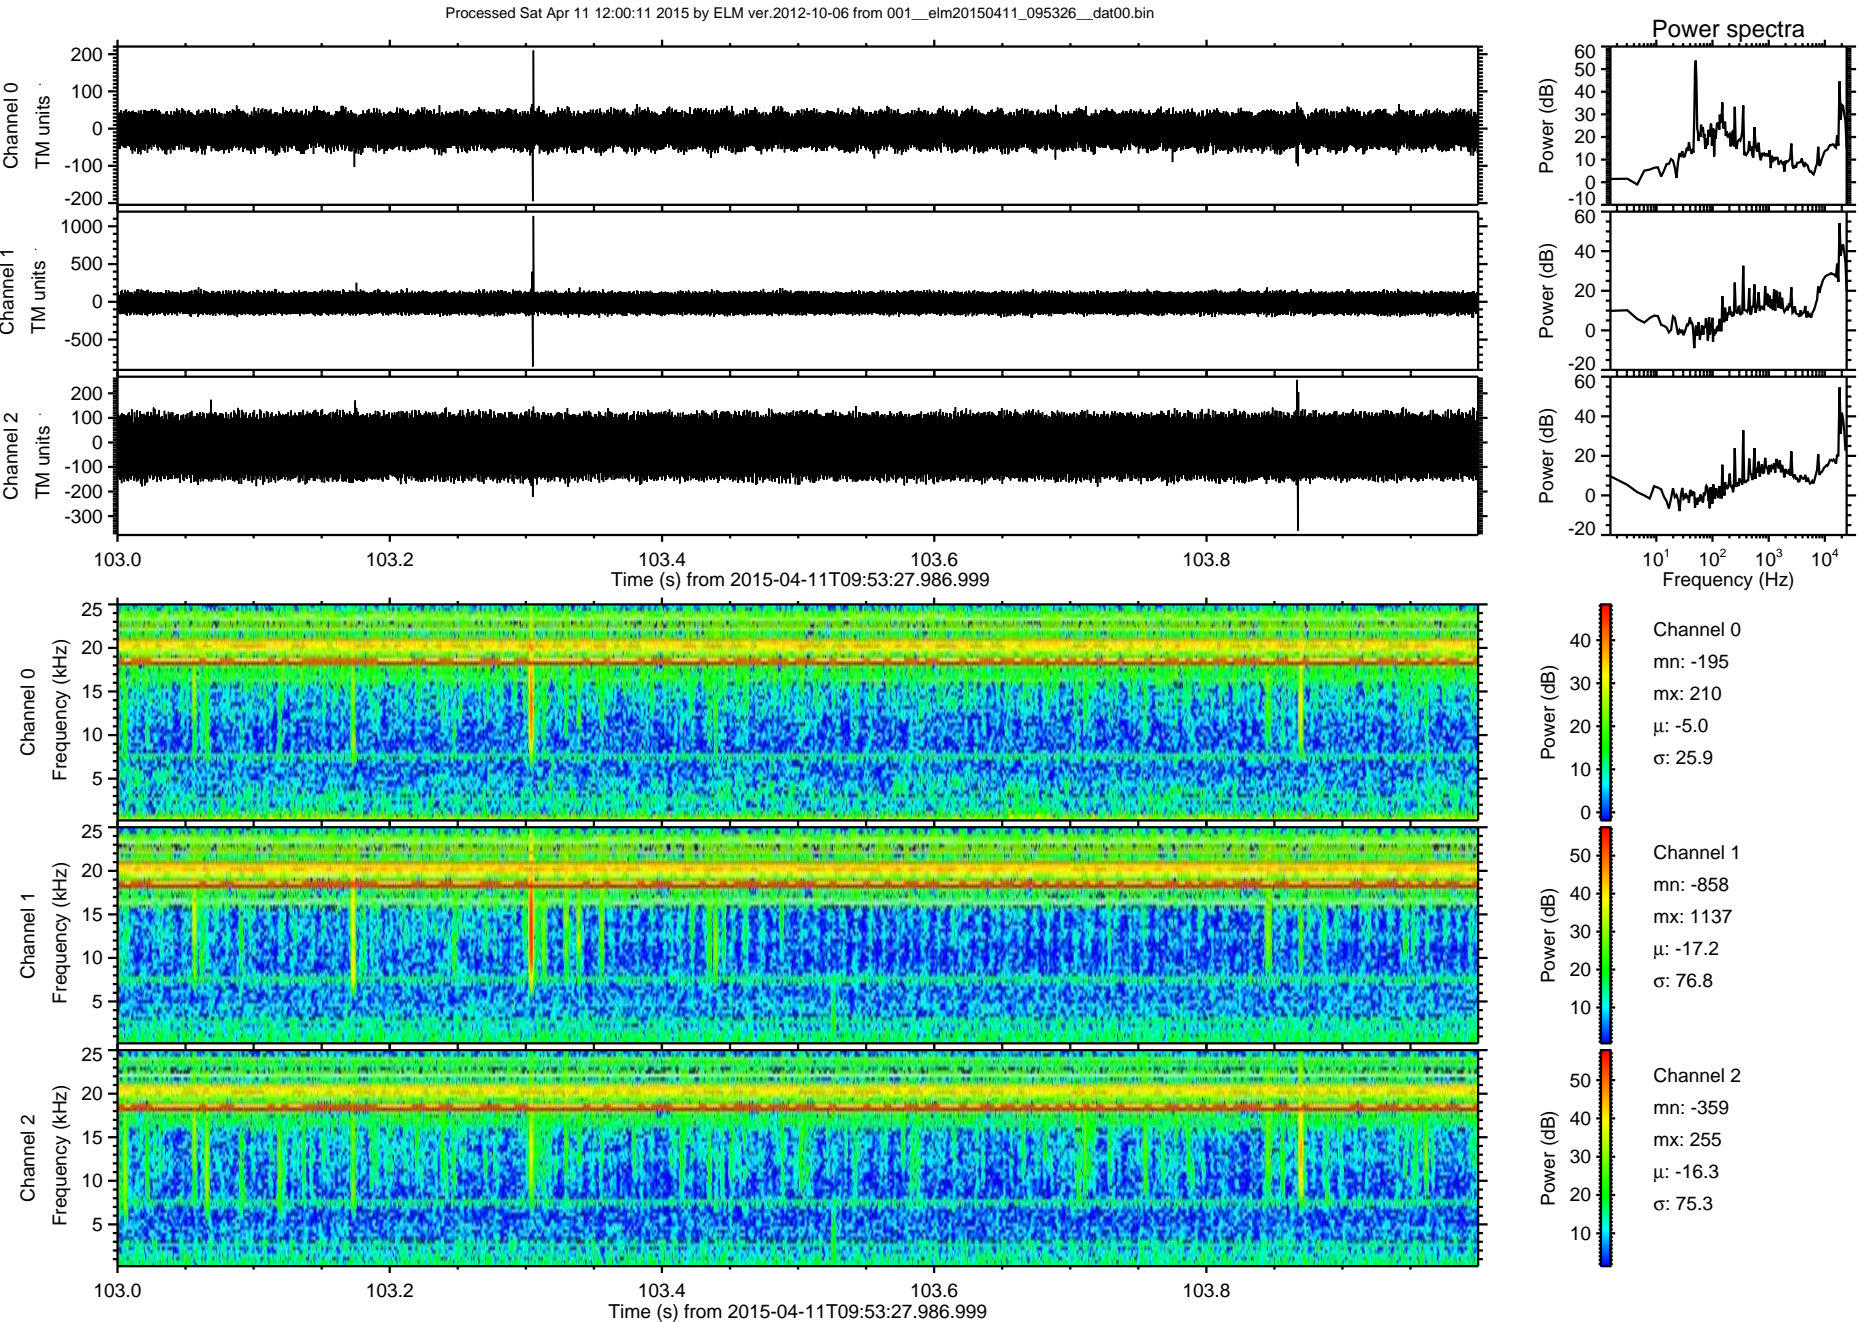 Processed Sat Apr 11 12:00:11 2015 by ELM ver.2012-10-06 from 001__elm20150411_095326__dat00.bin
Power spectra
Channel 0
TM units
200
100
0
-100
-200
Power (dB)
60
50
40
30
20
10
0
-10
Channel 1
TM units
1000
500
0
-500
Power (dB)
60
40
20
0
-20
Channel 2
TM units
200
100
0
-100
-200
-300
Power (dB)
60
40
20
0
-20
103.0 103.2 103.4 103.6 103.8
Time (s) from 2015-04-11T09:53:27.986.999
10¹ 10² 10³ 10⁴
Frequency (Hz)
Channel 0
Frequency (kHz)
25
20
15
10
5
Power (dB)
40
30
20
10
0
Channel 0
mn: -195
mx: 210
μ: -5.0
σ: 25.9
Channel 1
Frequency (kHz)
25
20
15
10
5
Power (dB)
50
40
30
20
10
Channel 1
mn: -858
mx: 1137
μ: -17.2
σ: 76.8
Channel 2
Frequency (kHz)
25
20
15
10
5
Power (dB)
50
40
30
20
10
Channel 2
mn: -359
mx: 255
μ: -16.3
σ: 75.3
103.0 103.2 103.4 103.6 103.8
Time (s) from 2015-04-11T09:53:27.986.999